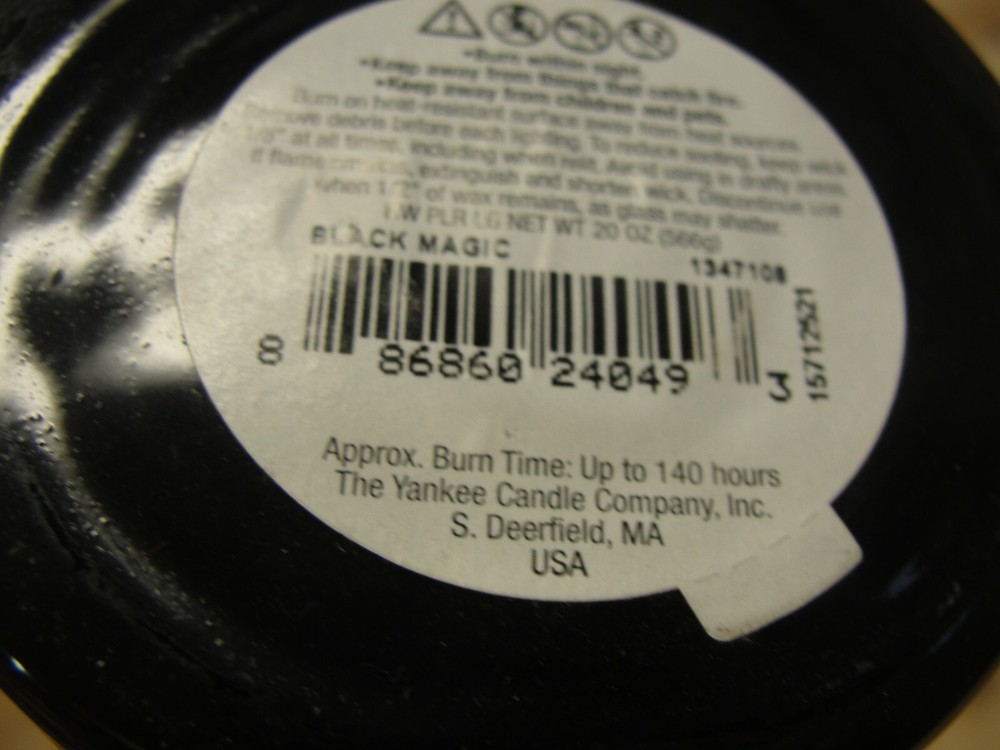 •Burn within sight.
•Keep away from things that catch fire.
•Keep away from children and pets.
Burn on heat-resistant surface away from heat sources.
debris before each lighting. To reduce sooting, keep wick
1/8" at all times, including when relit. Avoid using in drafty areas.
If flame extinguish and shorten wick. Discontinue use
when 1/2" of wax remains, as glass may shatter.
PLR LG NET WT 20 OZ (566g)
BLACK MAGIC
1347108
8 86860 24049 3
15712521
Approx. Burn Time: Up to 140 hours
The Yankee Candle Company, Inc.
S. Deerfield, MA
USA